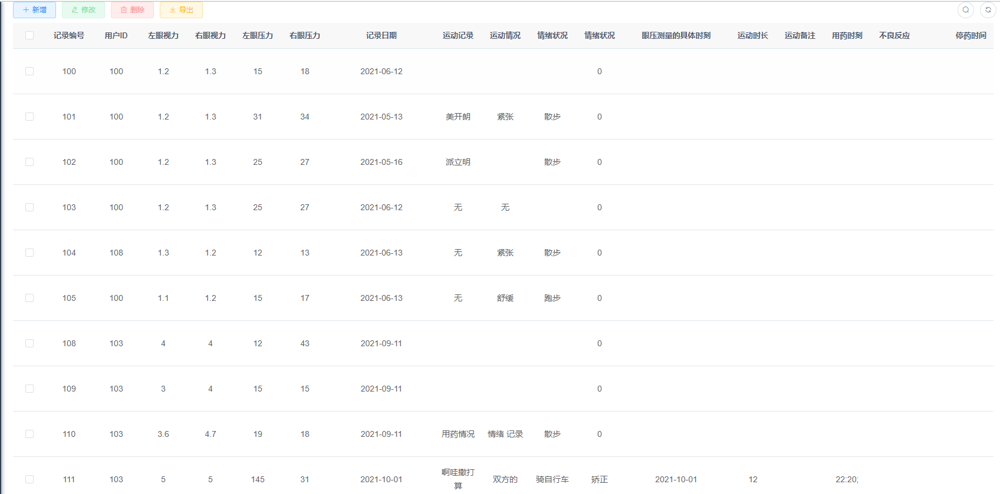 新增 修改 删除 导出
记录编号 用户ID 左眼视力 右眼视力 左眼压力 右眼压力 记录日期 运动记录 运动情况 情绪状况 情绪状况 眼压测量的具体时刻 运动时长 运动备注 用药时刻 不良反应 停药时间
100 100 1.2 1.3 15 18 2021-06-12 0
101 100 1.2 1.3 31 34 2021-05-13 美开朗 紧张 散步 0
102 100 1.2 1.3 25 27 2021-05-16 派立明 散步 0
103 100 1.2 1.3 25 27 2021-06-12 无 无 0
104 108 1.3 1.2 12 13 2021-06-13 无 紧张 散步 0
105 100 1.1 1.2 15 17 2021-06-13 无 舒缓 跑步 0
108 103 4 4 12 43 2021-09-11 0
109 103 3 4 15 15 2021-09-11 0
110 103 3.6 4.7 19 18 2021-09-11 用药情况 情绪 记录 散步 0
111 103 5 5 145 31 2021-10-01 啊哇撒打 双方的 骑自行车 矫正 2021-10-01 12 22:20;
算